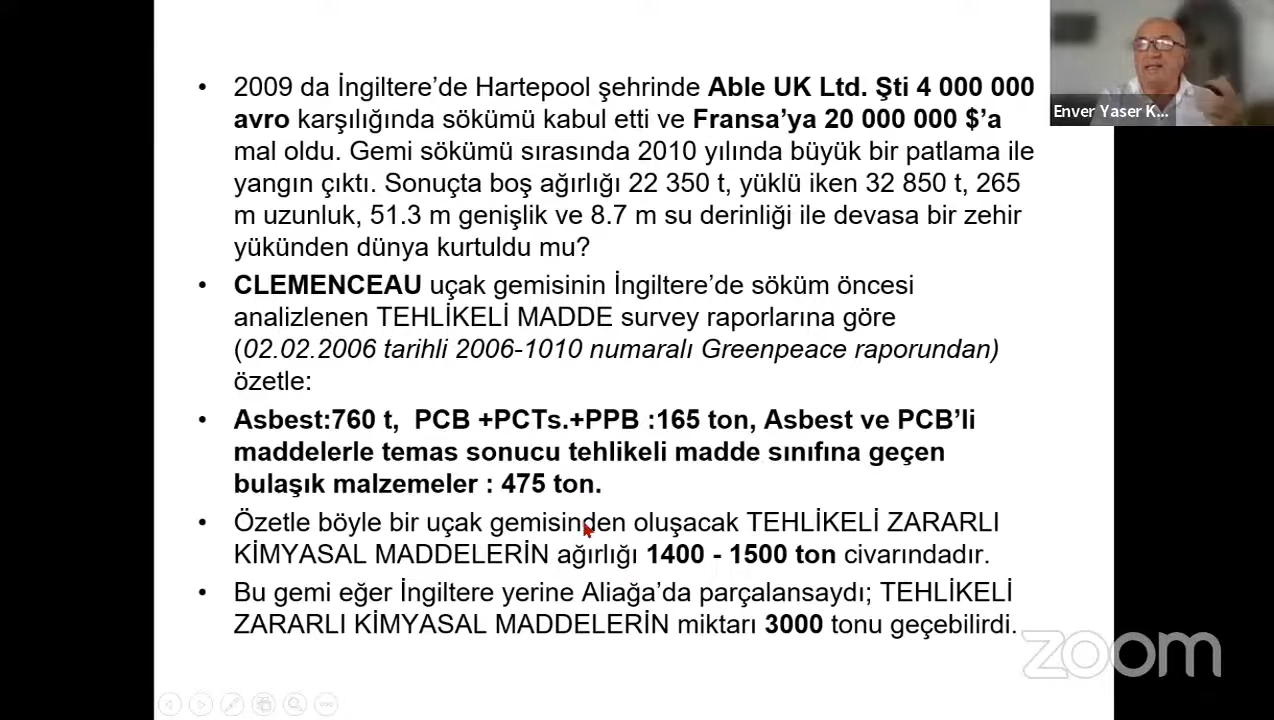 2009 da İngiltere’de Hartepool şehrinde Able UK Ltd. Şti 4 000 000
avro karşılığında sökümü kabul etti ve Fransa’ya 20 000 000 $’a
mal oldu. Gemi sökümü sırasında 2010 yılında büyük bir patlama ile
yangın çıktı. Sonuçta boş ağırlığı 22 350 t, yüklü iken 32 850 t, 265
m uzunluk, 51.3 m genişlik ve 8.7 m su derinliği ile devasa bir zehir
yükünden dünya kurtuldu mu?
CLEMENCEAU uçak gemisinin İngiltere’de söküm öncesi
analizlenen TEHLİKELİ MADDE survey raporlarına göre
(02.02.2006 tarihli 2006-1010 numaralı Greenpeace raporundan)
özetle:
Asbest:760 t, PCB +PCTs.+PPB :165 ton, Asbest ve PCB’li
maddelerle temas sonucu tehlikeli madde sınıfına geçen
bulaşık malzemeler : 475 ton.
Özetle böyle bir uçak gemisinden oluşacak TEHLİKELİ ZARARLI
KİMYASAL MADDELERİN ağırlığı 1400 - 1500 ton civarındadır.
Bu gemi eğer İngiltere yerine Aliağa’da parçalansaydı; TEHLİKELİ
ZARARLI KİMYASAL MADDELERİN miktarı 3000 tonu geçebilirdi.
Enver Yaser K...
zoom